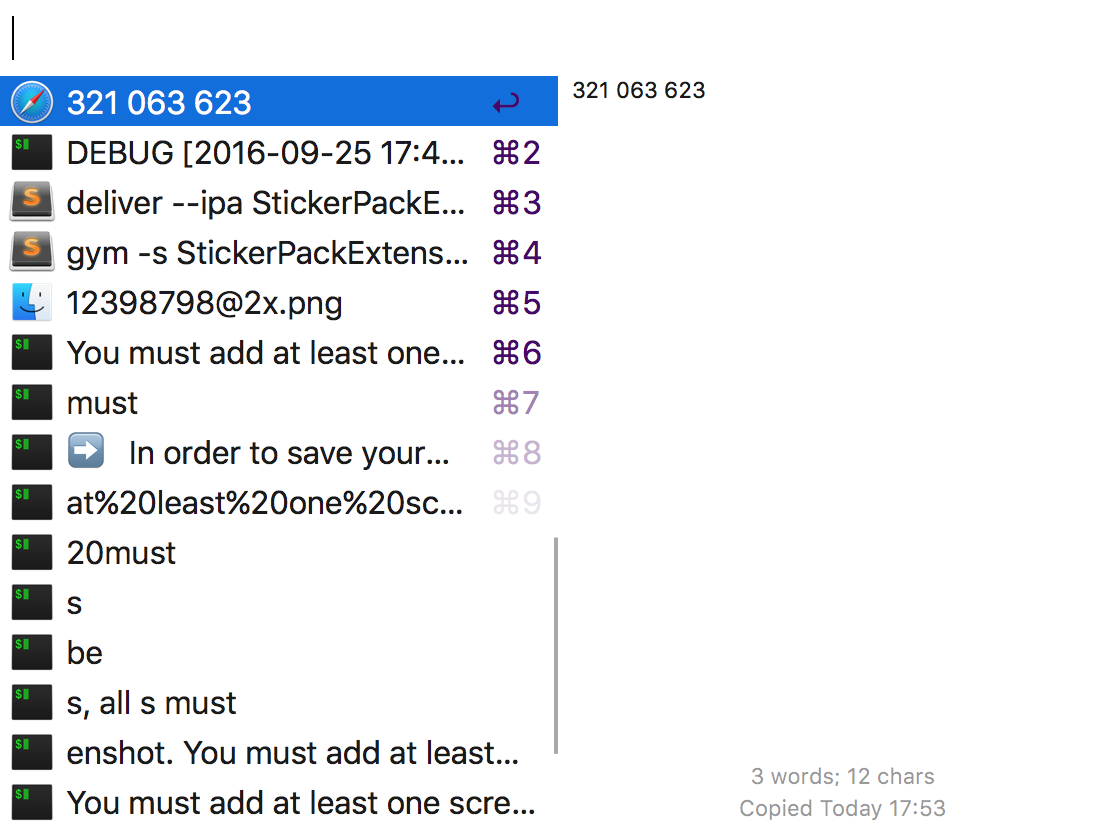 321 063 623
321 063 623
DEBUG [2016-09-25 17:4... ⌘2
deliver --ipa StickerPackE... ⌘3
gym -s StickerPackExtens... ⌘4
12398798@2x.png ⌘5
You must add at least one... ⌘6
must ⌘7
➡️ In order to save your... ⌘8
at%20least%20one%20sc... ⌘9
20must
s
be
s, all s must
enshot. You must add at least...
You must add at least one scre...
3 words; 12 chars
Copied Today 17:53